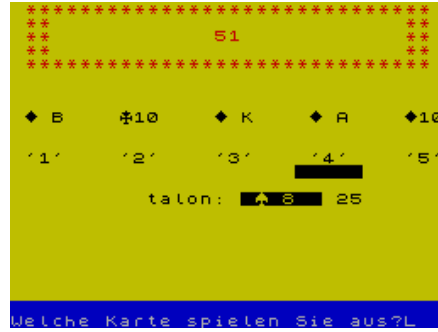 ******************************
** **
** 51 **
** **
******************************
♦ B ♣10 ♦ K ♦ A ♦10
'1' '2' '3' '4' '5'
talon: ♠ 8 25
Welche Karte spielen Sie aus?L